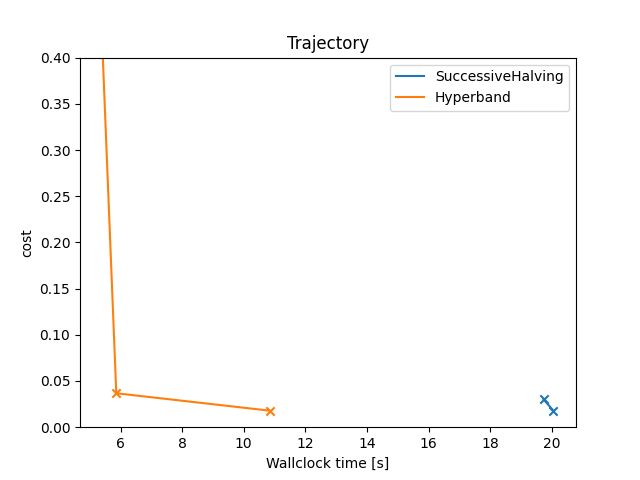 Trajectory
SuccessiveHalving
Hyperband
cost
0.40
0.35
0.30
0.25
0.20
0.15
0.10
0.05
0.00
6 8 10 12 14 16 18 20
Wallclock time [s]